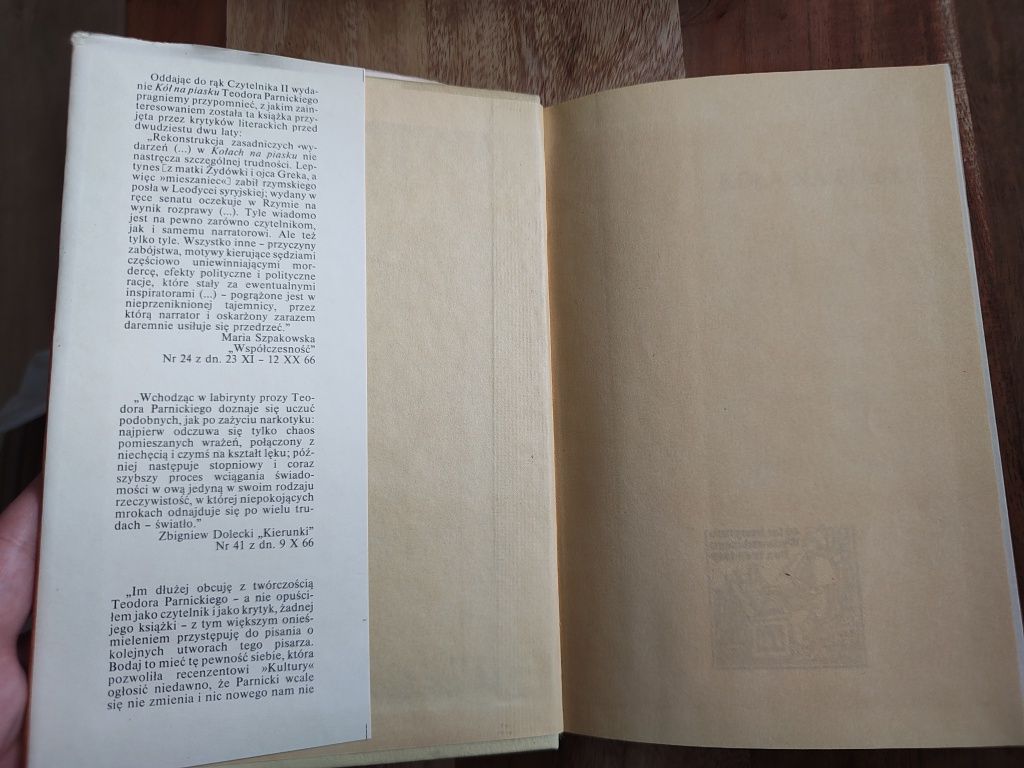 Oddając do rąk Czytelnika II wyda-
nie Kół na piasku Teodora Parnickiego
pragniemy przypomnieć, z jakim zain-
teresowaniem została ta książka przy-
jęta przez krytyków literackich przed
dwudziestu dwu laty:
„Rekonstrukcja zasadniczych «wy-
darzeń (...) w Kołach na piasku nie
nastręcza szczególnej trudności. Lep-
tynes [z matki Żydówki i ojca Greka, a
więc »mieszaniec«] zabił rzymskiego
posła w Leodycei syryjskiej; wydany w
ręce senatu oczekuje w Rzymie na
wynik rozprawy (...). Tyle wiadomo
jest na pewno zarówno czytelnikom,
jak i samemu narratorowi. Ale też
tylko tyle. Wszystko inne – przyczyny
zabójstwa, motywy kierujące sędziami
częściowo uniewinniającymi mor-
dercę, efekty polityczne i polityczne
racje, które stały za ewentualnymi
inspiratorami (...) – pogrążone jest w
nieprzeniknionej tajemnicy, przez
którą narrator i oskarżony zarazem
daremnie usiłuje się przedrzeć.”
Maria Szpakowska
„Współczesność”
Nr 24 z dn. 23 XI – 12 XX 66
„Wchodząc w labirynty prozy Teo-
dora Parnickiego doznaje się uczuć
podobnych, jak po zażyciu narkotyku:
najpierw odczuwa się tylko chaos
pomieszanych wrażeń, połączony z
niechęcią i czymś na kształt lęku; póź-
niej następuje stopniowy i coraz
szybszy proces wciągania świado-
mości w ową jedyną w swoim rodzaju
rzeczywistość, w której niepokojących
mrokach odnajduje się po wielu tru-
dach – światło.”
Zbigniew Dolecki „Kierunki”
Nr 41 z dn. 9 X 66
„Im dłużej obcuję z twórczością
Teodora Parnickiego – a nie opuści-
łem jako czytelnik i jako krytyk, żadnej
jego książki – z tym większym onieś-
mieleniem przystępuję do pisania o
kolejnych utworach tego pisarza.
Bodaj to mieć tę pewność siebie, która
pozwoliła recenzentowi »Kultury«
ogłosić niedawno, że Parnicki wcale
się nie zmienia i nic nowego nam nie